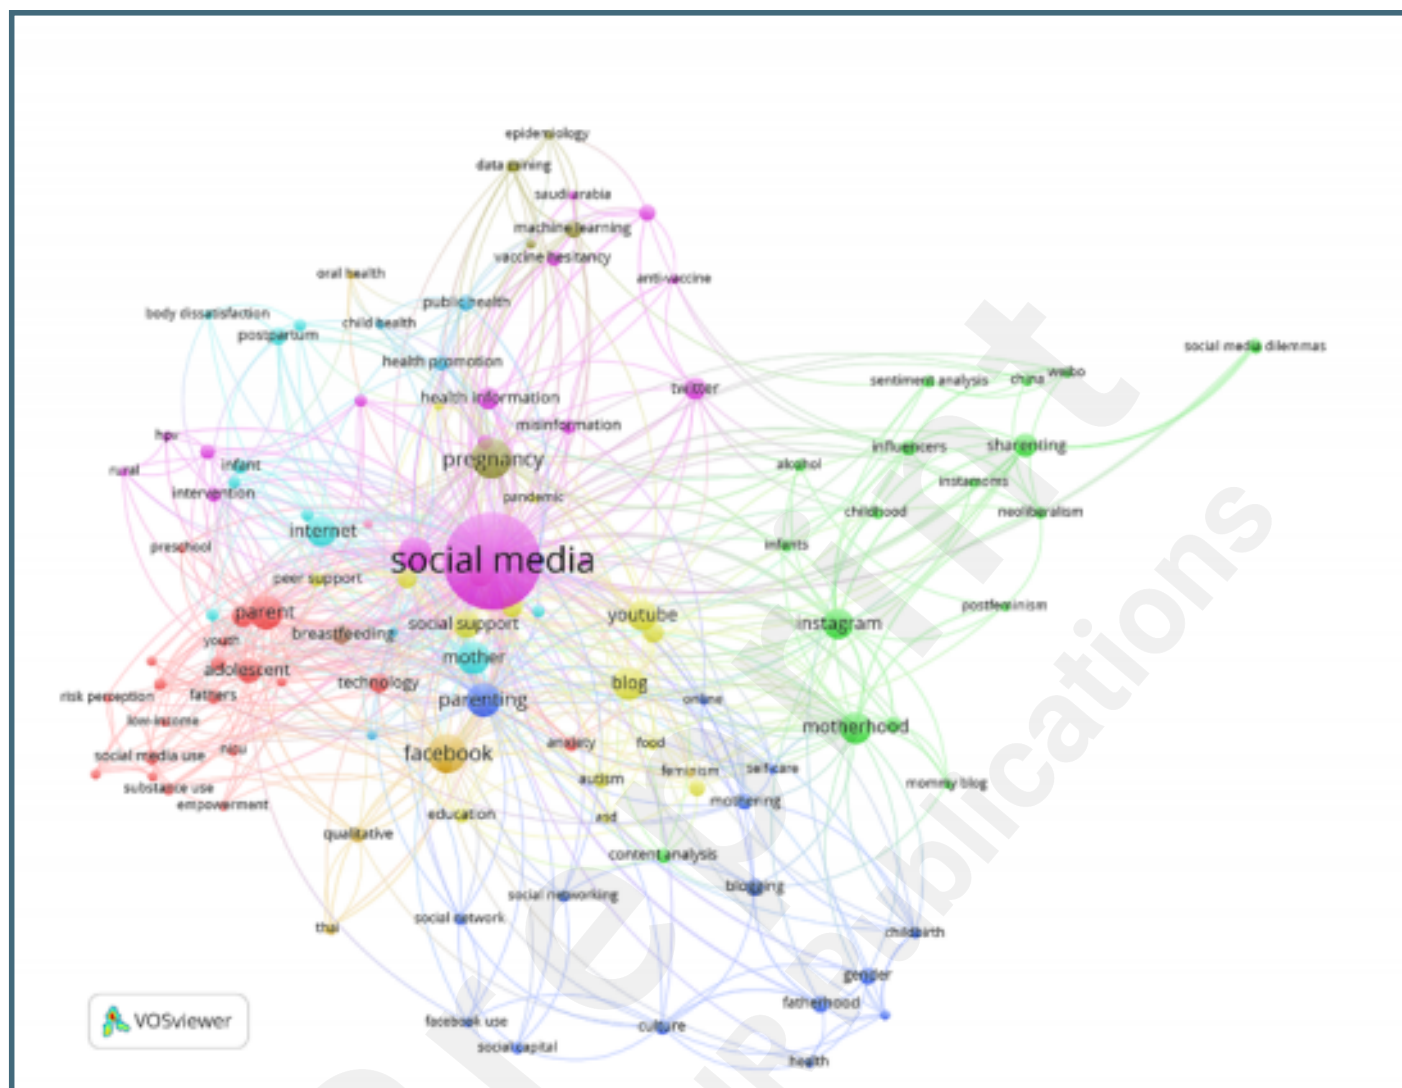 epidemiology
data mining
saudi arabia
machine learning
vaccine hesitancy
oral health
anti-vaccine
public health
body dissatisfaction
child health
postpartum
social media dilemmas
health promotion
weibo
sentiment analysis
china
twitter
health information
misinformation
hpv
influencers
sharenting
pregnancy
infant
rural
alcohol
instamoms
intervention
pandemic
childhood
neoliberalism
internet
preschool
infants
social media
peer support
postfeminism
parent
youtube
social support
instagram
breastfeeding
youth
mother
adolescent
technology
blog
risk perception
fathers
parenting
online
low-income
motherhood
anxiety
food
nicu
facebook
social media use
feminism
self-care
autism
mommy blog
substance use
mothering
empowerment
education
asd
qualitative
content analysis
blogging
social networking
social network
thai
childbirth
gender
fatherhood
facebook use
culture
social capital
health
VOSviewer